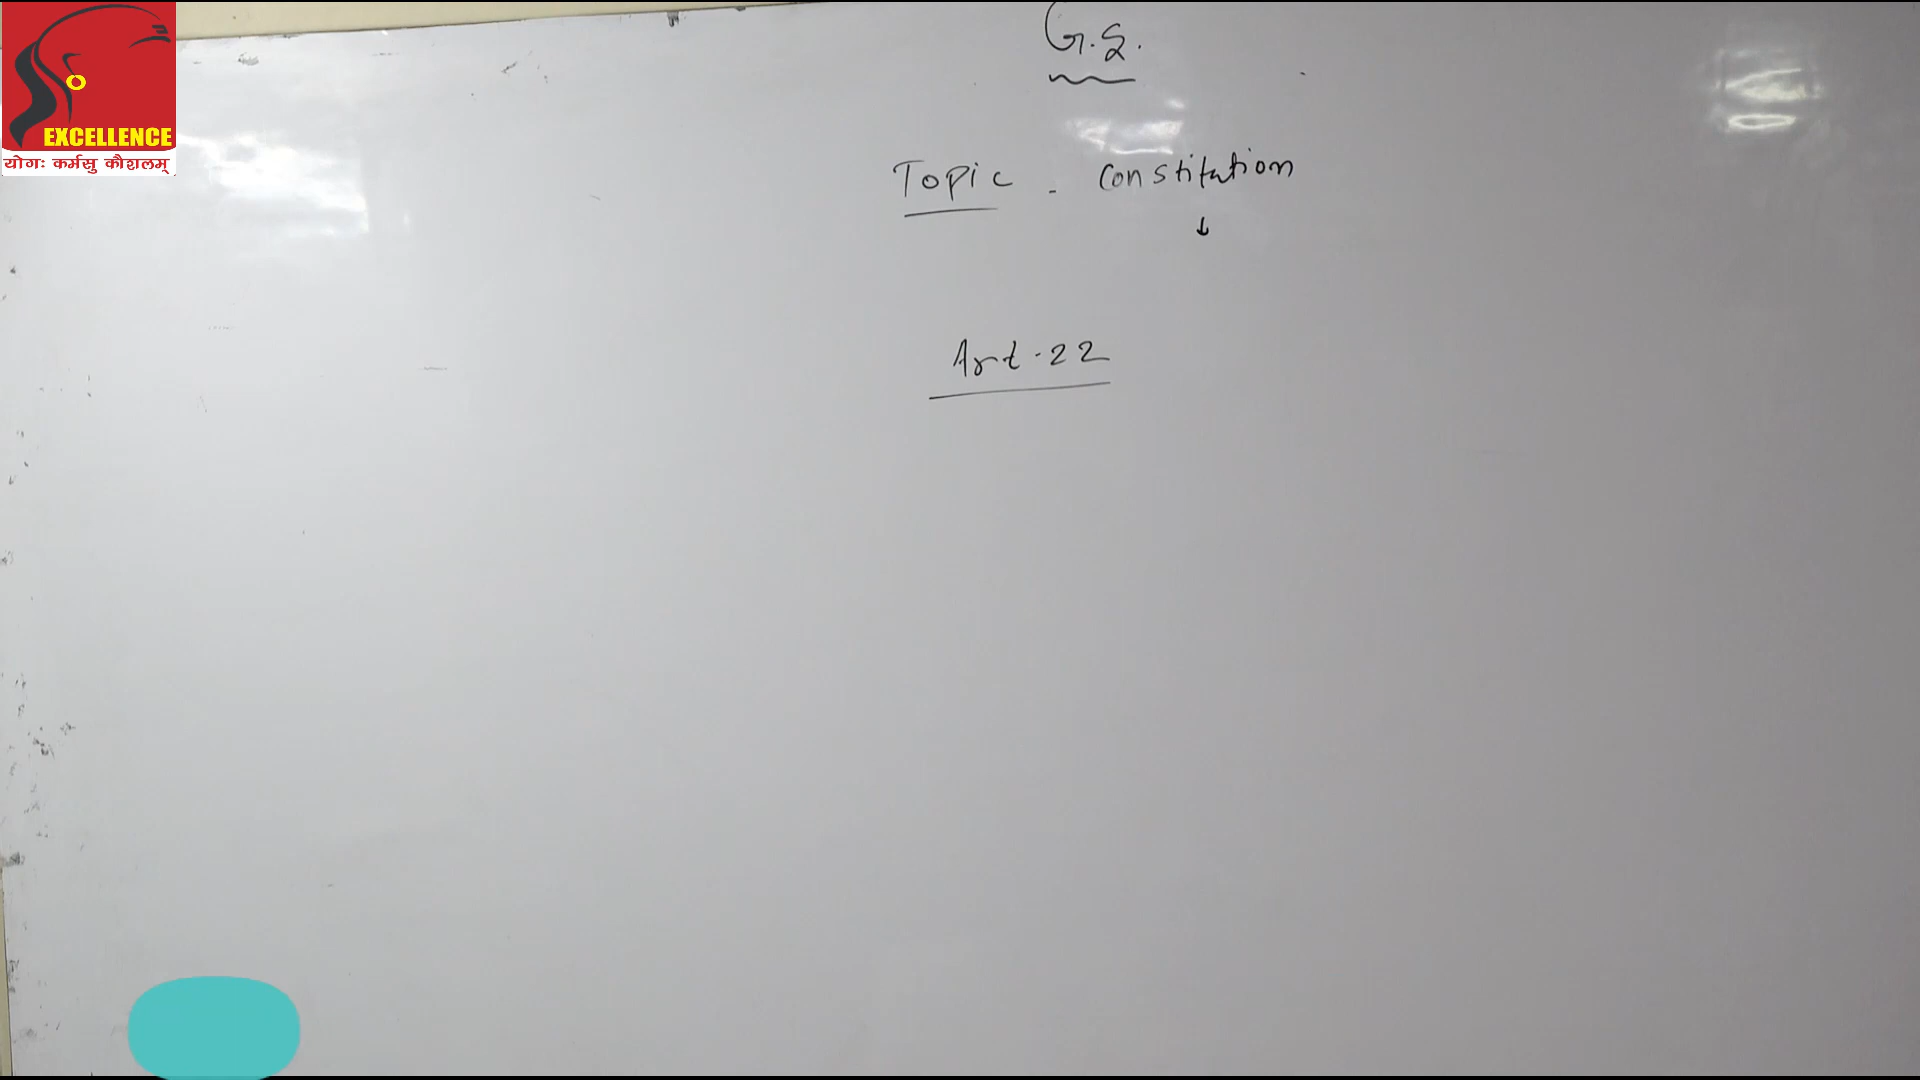 EXCELLENCE
योगः कर्मसु कौशलम्
G.S.
Topic - Constitution
↓
Art-22